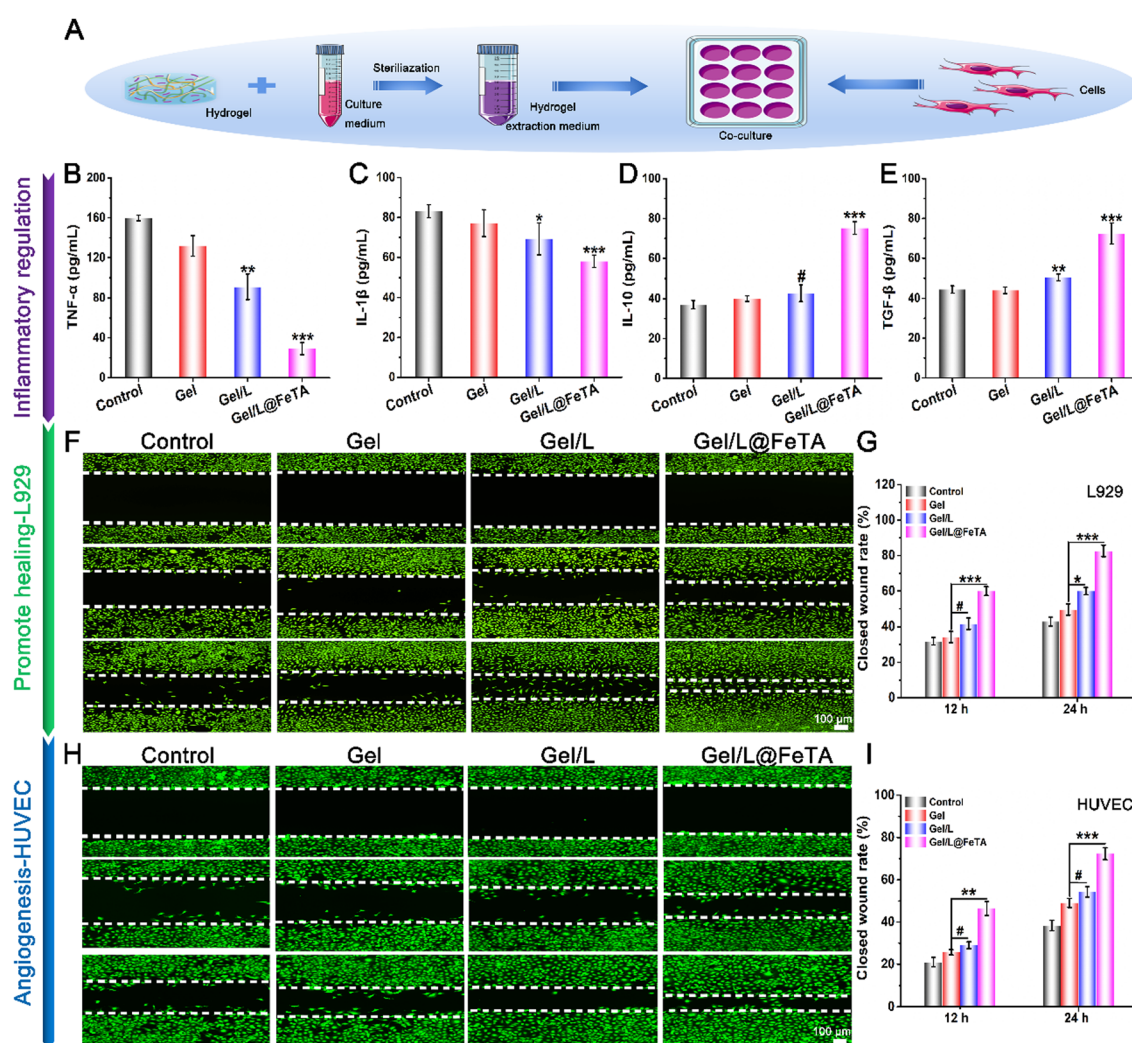 A
Hydrogel
Culture
medium
Steriliazation
Hydrogel
extraction medium
Co-culture
Cells
Inflammatory regulation
B
TNF-α (pg/mL)
200
160
120
80
40
0
**
***
Control
Gel
Gel/L
Gel/L@FeTA
C
IL-1β (pg/mL)
100
80
60
40
20
0
*
***
Control
Gel
Gel/L
Gel/L@FeTA
D
IL-10 (pg/mL)
100
80
60
40
20
0
#
***
Control
Gel
Gel/L
Gel/L@FeTA
E
TGF-β (pg/mL)
100
80
60
40
20
0
**
***
Control
Gel
Gel/L
Gel/L@FeTA
Promote healing-L929
F
Control
Gel
Gel/L
Gel/L@FeTA
100 μm
G
Closed wound rate (%)
120
100
80
60
40
20
0
Control
Gel
Gel/L
Gel/L@FeTA
L929
***
#
***
*
12 h
24 h
Angiogenesis-HUVEC
H
Control
Gel
Gel/L
Gel/L@FeTA
100 μm
I
Closed wound rate (%)
100
80
60
40
20
0
Control
Gel
Gel/L
Gel/L@FeTA
HUVEC
**
#
***
#
12 h
24 h